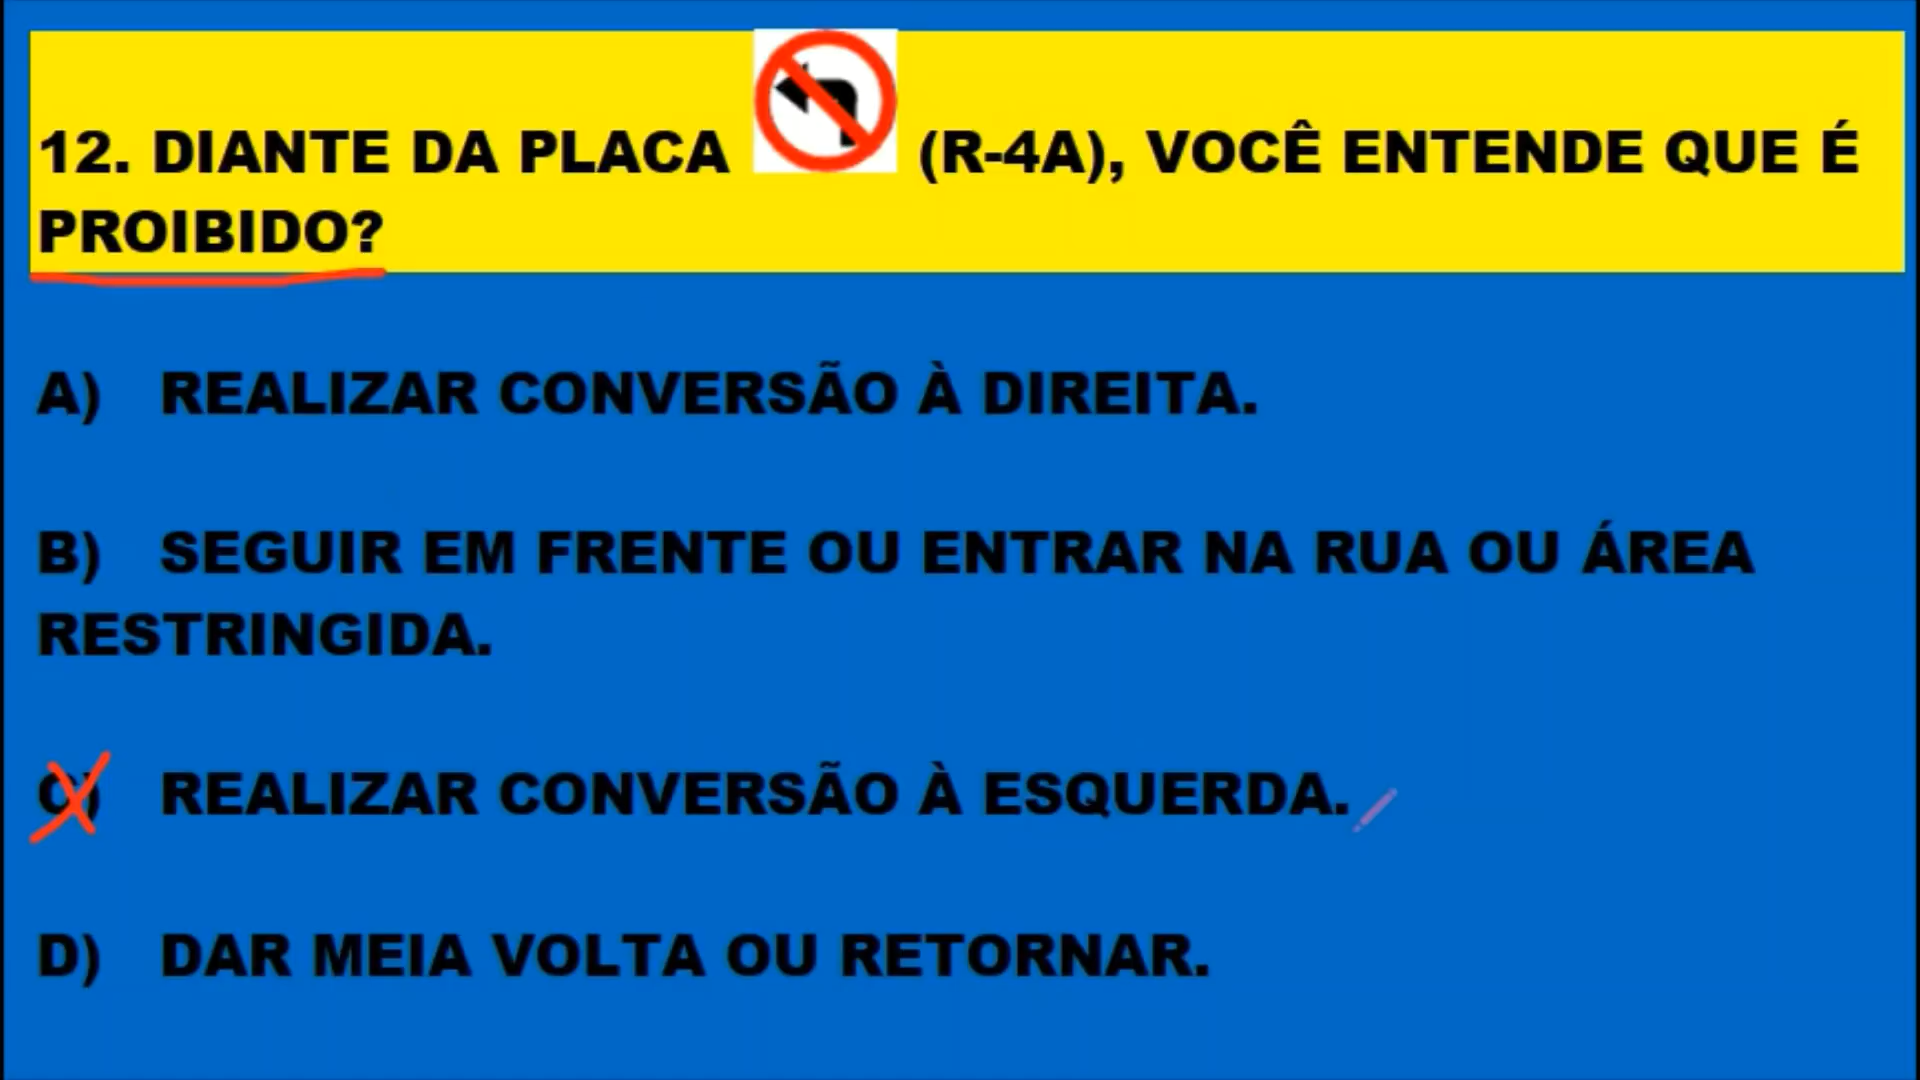 12. DIANTE DA PLACA (R-4A), VOCÊ ENTENDE QUE É
PROIBIDO?
A) REALIZAR CONVERSÃO À DIREITA.
B) SEGUIR EM FRENTE OU ENTRAR NA RUA OU ÁREA
RESTRINGIDA.
C) REALIZAR CONVERSÃO À ESQUERDA.
D) DAR MEIA VOLTA OU RETORNAR.